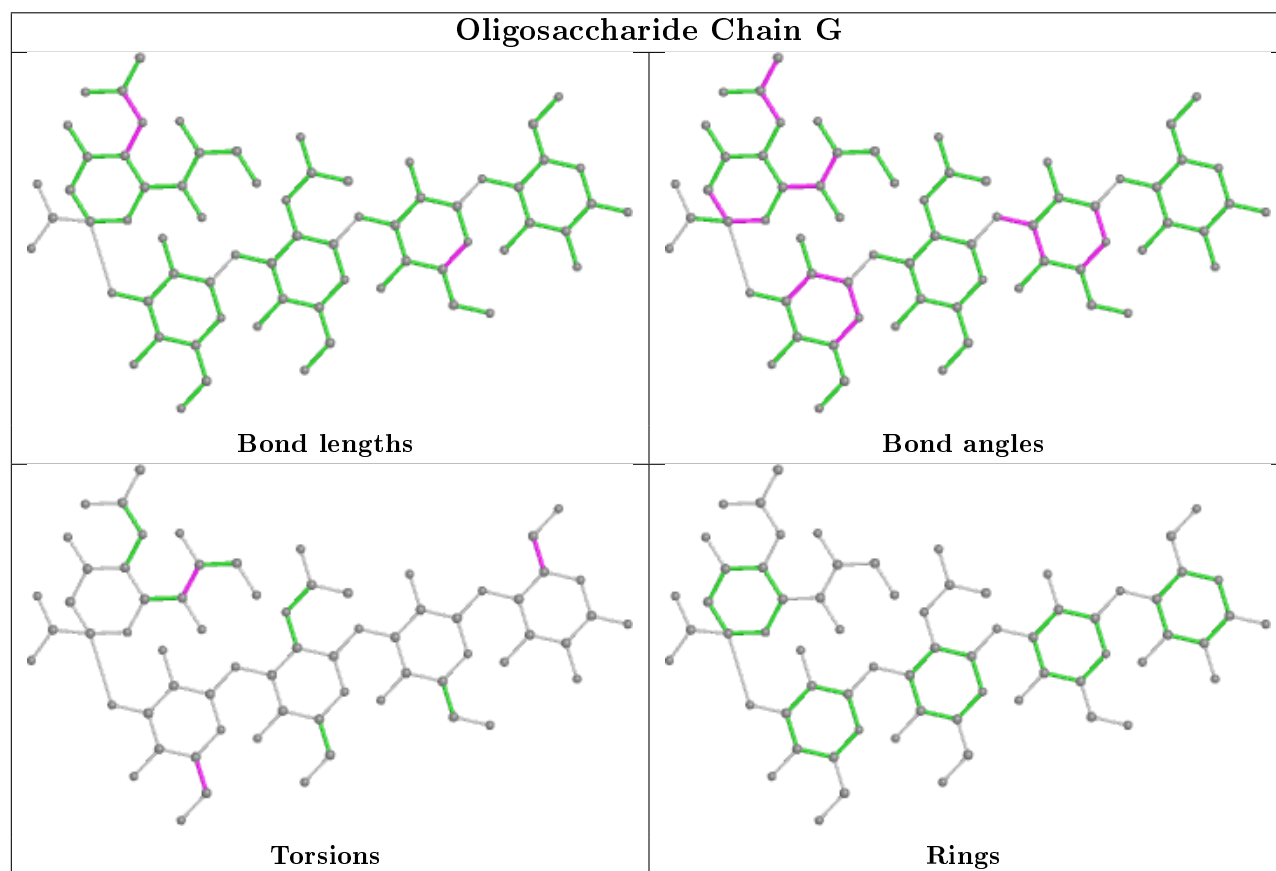 Oligosaccharide Chain G
Bond lengths
Bond angles
Torsions
Rings